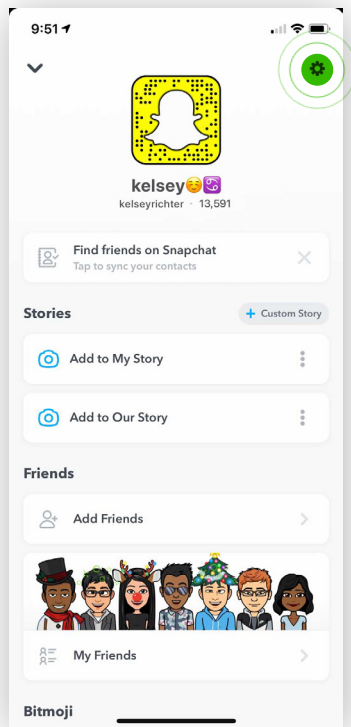 9:51
kelsey☺️♋
kelseyrichter · 13,591
Find friends on Snapchat
Tap to sync your contacts
Stories
+ Custom Story
Add to My Story
Add to Our Story
Friends
Add Friends
My Friends
Bitmoji